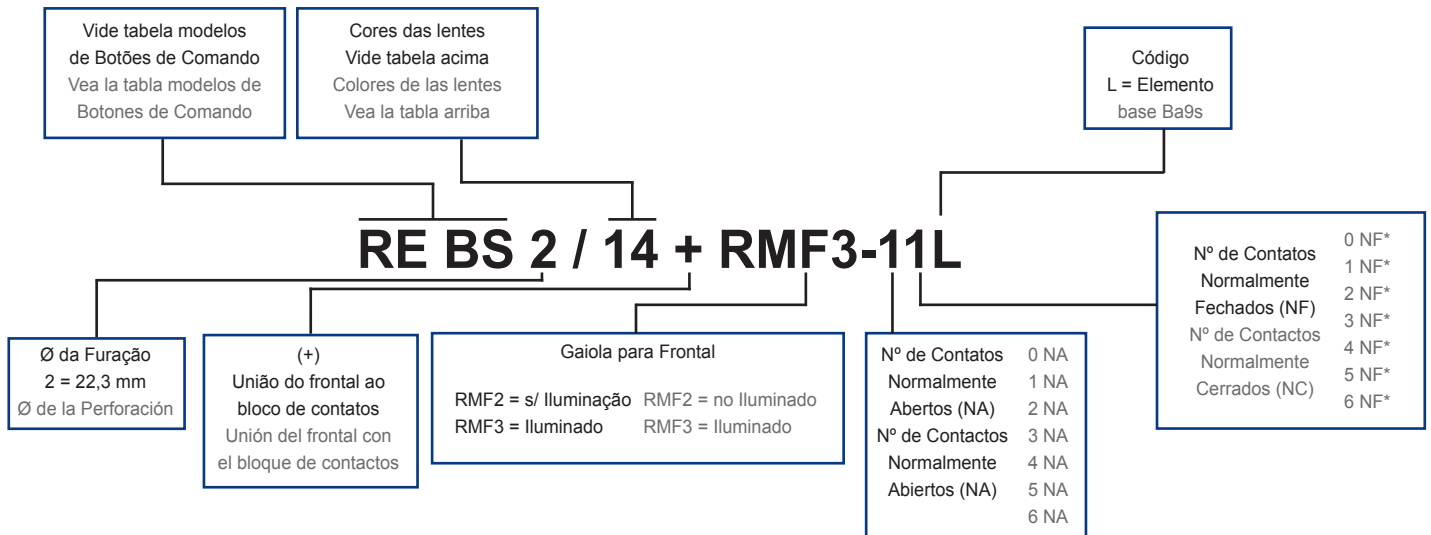 Vide tabela modelos
de Botões de Comando
Vea la tabla modelos de
Botones de Comando
Cores das lentes
Vide tabela acima
Colores de las lentes
Vea la tabla arriba
Código
L = Elemento
base Ba9s
RE BS 2 / 14 + RMF3-11L
Ø da Furação
2 = 22,3 mm
Ø de la Perforación
(+)
União do frontal ao
bloco de contatos
Unión del frontal con
el bloque de contactos
Gaiola para Frontal
RMF2 = s/ Iluminação RMF2 = no Iluminado
RMF3 = Iluminado RMF3 = Iluminado
Nº de Contatos 0 NA
Normalmente 1 NA
Abertos (NA) 2 NA
Nº de Contactos 3 NA
Normalmente 4 NA
Abiertos (NA) 5 NA
6 NA
Nº de Contatos
Normalmente
Fechados (NF)
Nº de Contactos
Normalmente
Cerrados (NC)
0 NF*
1 NF*
2 NF*
3 NF*
4 NF*
5 NF*
6 NF*